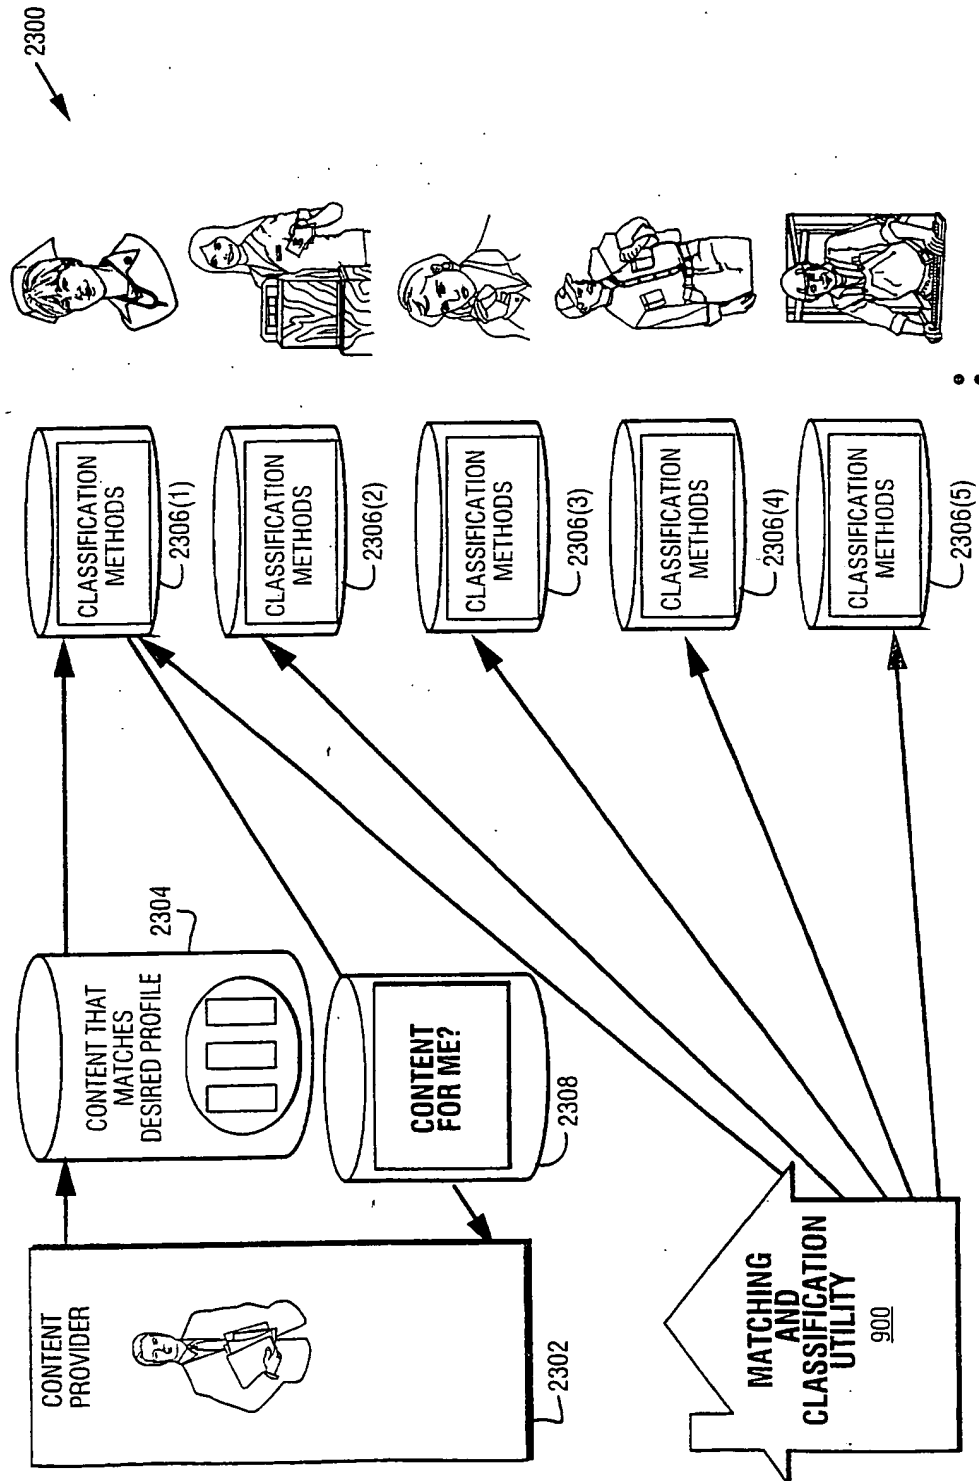 2300
CONTENT
PROVIDER
2302
CONTENT THAT
MATCHES
DESIRED PROFILE
2304
CONTENT
FOR ME?
2308
CLASSIFICATION
METHODS
2306(1)
CLASSIFICATION
METHODS
2306(2)
CLASSIFICATION
METHODS
2306(3)
CLASSIFICATION
METHODS
2306(4)
CLASSIFICATION
METHODS
2306(5)
MATCHING
AND
CLASSIFICATION
UTILITY
900